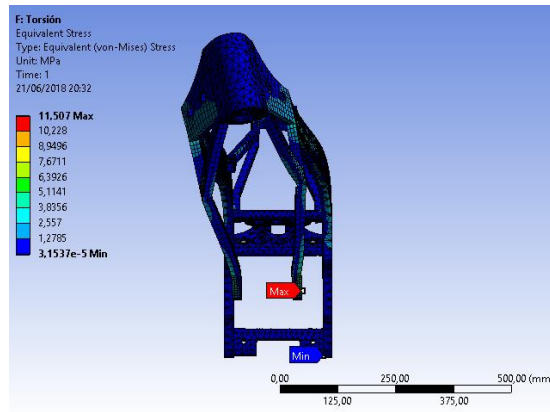 F: Torsión
Equivalent Stress
Type: Equivalent (von-Mises) Stress
Unit: MPa
Time: 1
21/06/2018 20:32
11,507 Max
10,228
8,9496
7,6711
6,3926
5,1141
3,8356
2,557
1,2785
3,1537e-5 Min
Max
Min
0,00 250,00 500,00 (mm
125,00 375,00